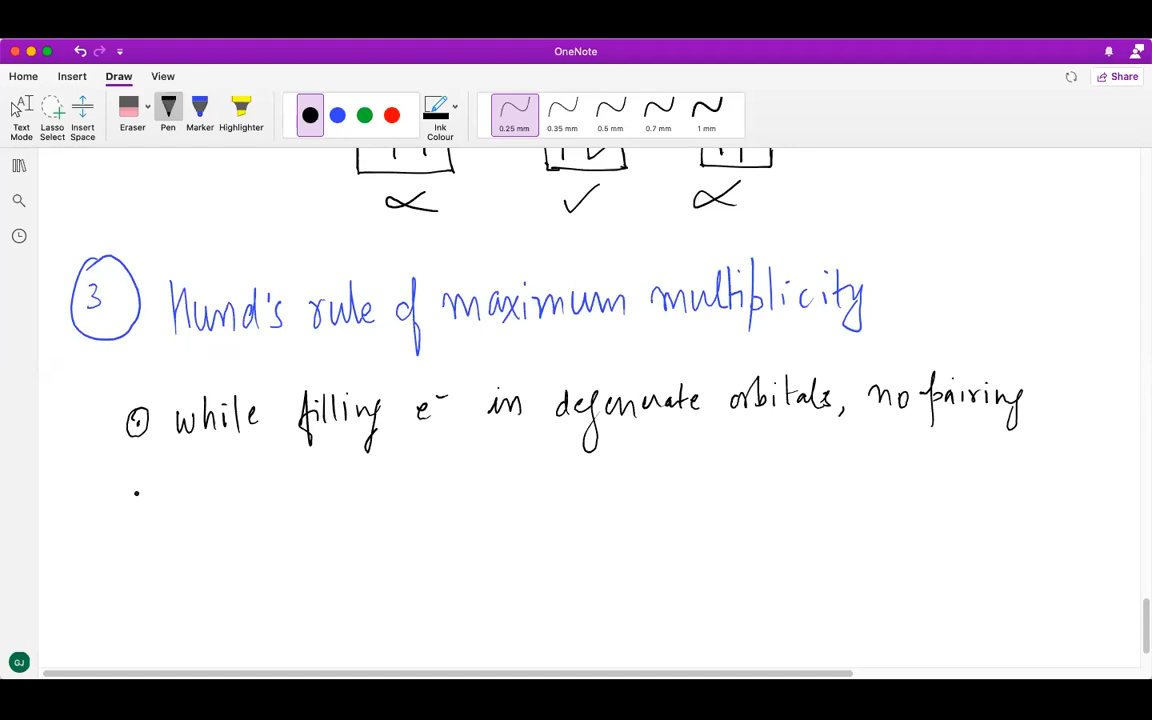 OneNote
Home Insert Draw View
Share
Text Mode
Lasso Select
Insert Space
Eraser
Pen
Marker
Highlighter
Ink Colour
0.25 mm 0.35 mm 0.5 mm 0.7 mm 1 mm
3 Hund's rule of maximum multiplicity
while filling e⁻ in degenerate orbitals, no pairing
GJ